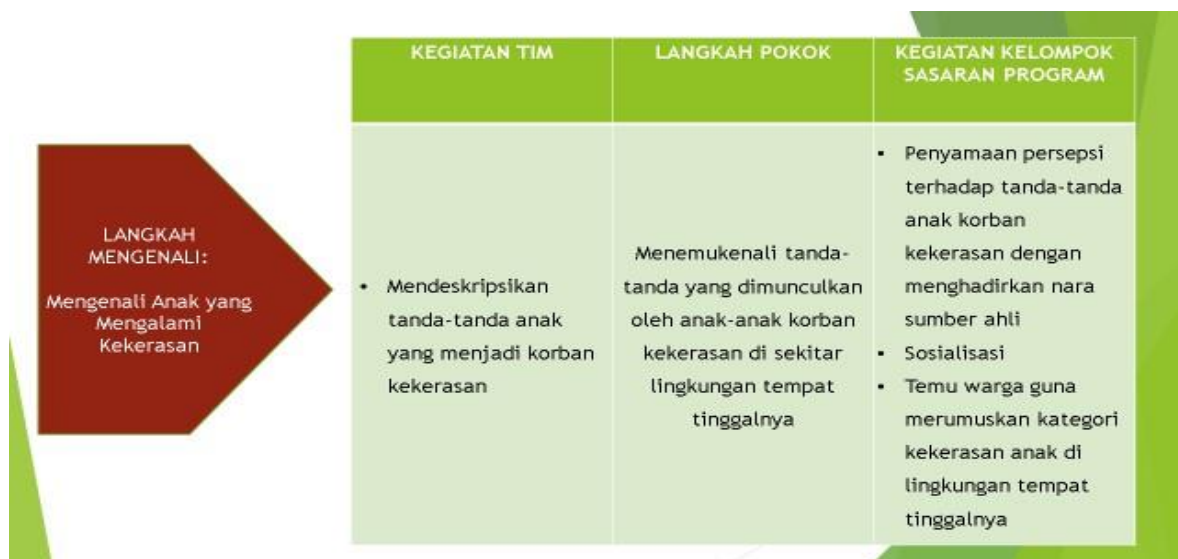 KEGIATAN TIM
LANGKAH POKOK
KEGIATAN KELOMPOK
SASARAN PROGRAM
LANGKAH
MENGENALI:
Mengenali Anak yang
Mengalami
Kekerasan
• Mendeskripsikan
tanda-tanda anak
yang menjadi korban
kekerasan
Menemukenali tanda-
tanda yang dimunculkan
oleh anak-anak korban
kekerasan di sekitar
lingkungan tempat
tinggalnya
• Penyamaan persepsi
terhadap tanda-tanda
anak korban
kekerasan dengan
menghadirkan nara
sumber ahli
• Sosialisasi
• Temu warga guna
merumuskan kategori
kekerasan anak di
lingkungan tempat
tinggalnya